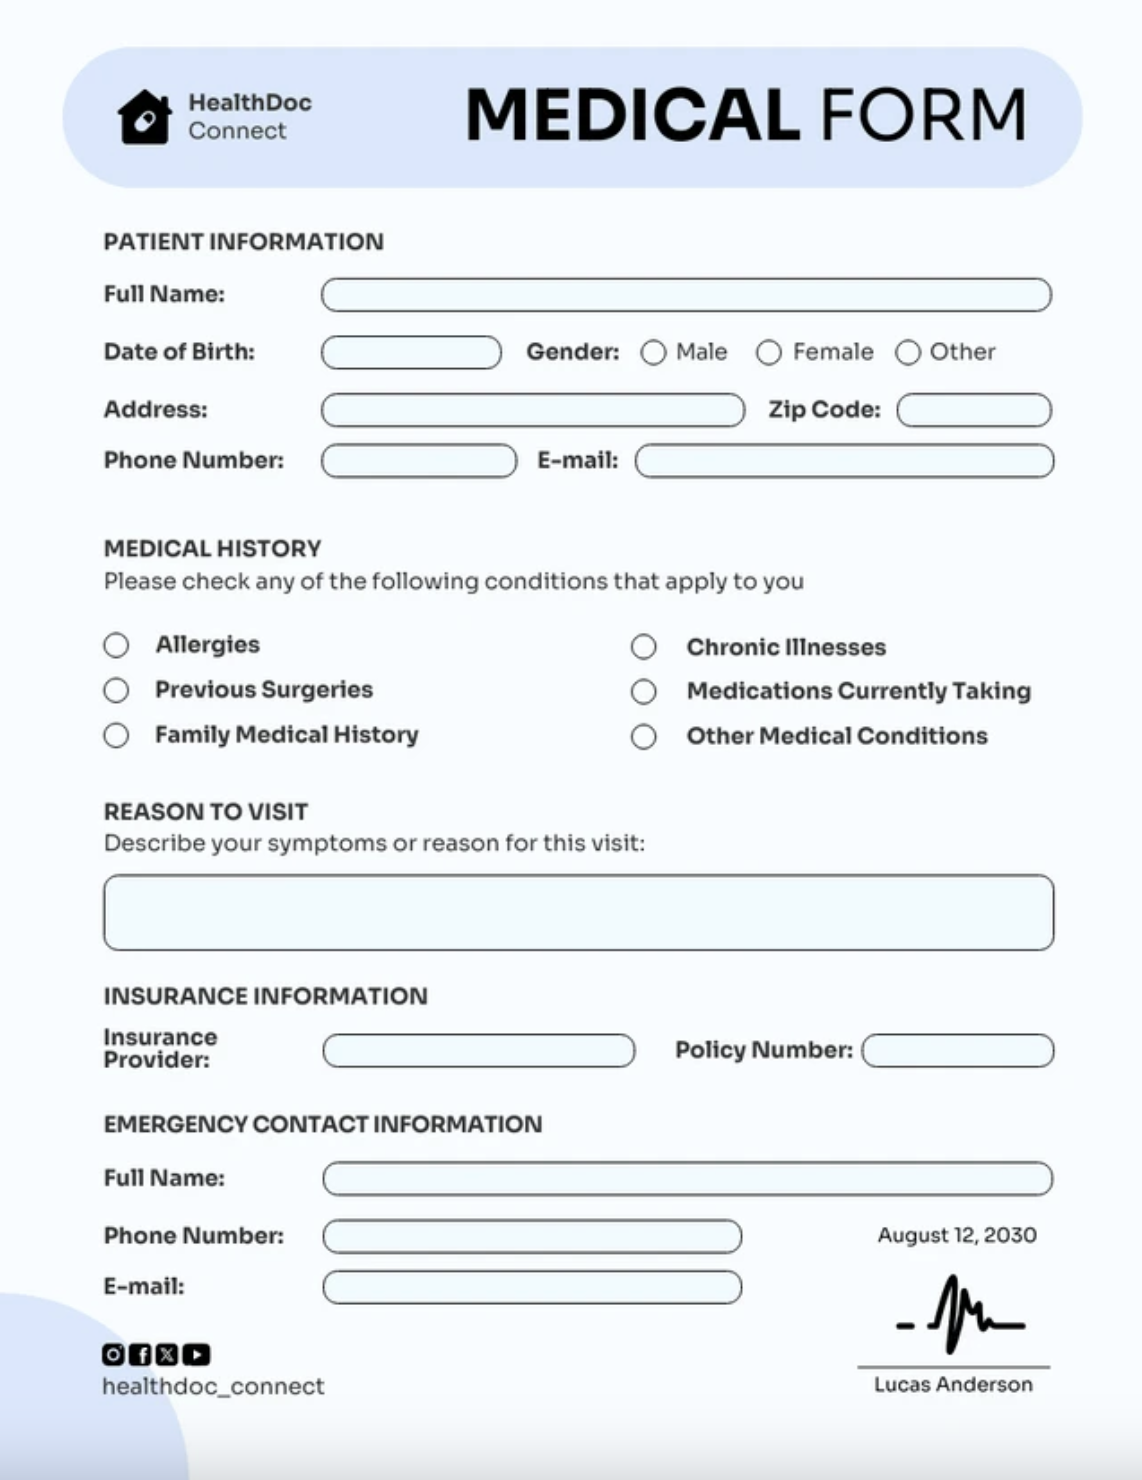 HealthDoc
Connect
MEDICAL FORM
PATIENT INFORMATION
Full Name:
Date of Birth: Gender: Male Female Other
Address: Zip Code:
Phone Number: E-mail:
MEDICAL HISTORY
Please check any of the following conditions that apply to you
Allergies Chronic Illnesses
Previous Surgeries Medications Currently Taking
Family Medical History Other Medical Conditions
REASON TO VISIT
Describe your symptoms or reason for this visit:
INSURANCE INFORMATION
Insurance
Provider: Policy Number:
EMERGENCY CONTACT INFORMATION
Full Name:
Phone Number: August 12, 2030
E-mail:
healthdoc_connect Lucas Anderson